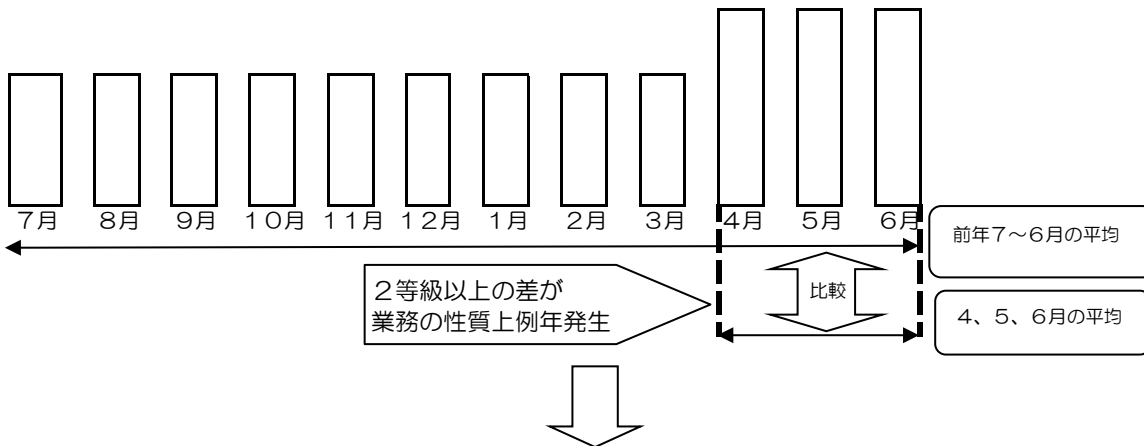 7月 8月 9月 10月 11月 12月 1月 2月 3月 4月 5月 6月
前年7～6月の平均
2等級以上の差が
業務の性質上例年発生
比較
4、5、6月の平均